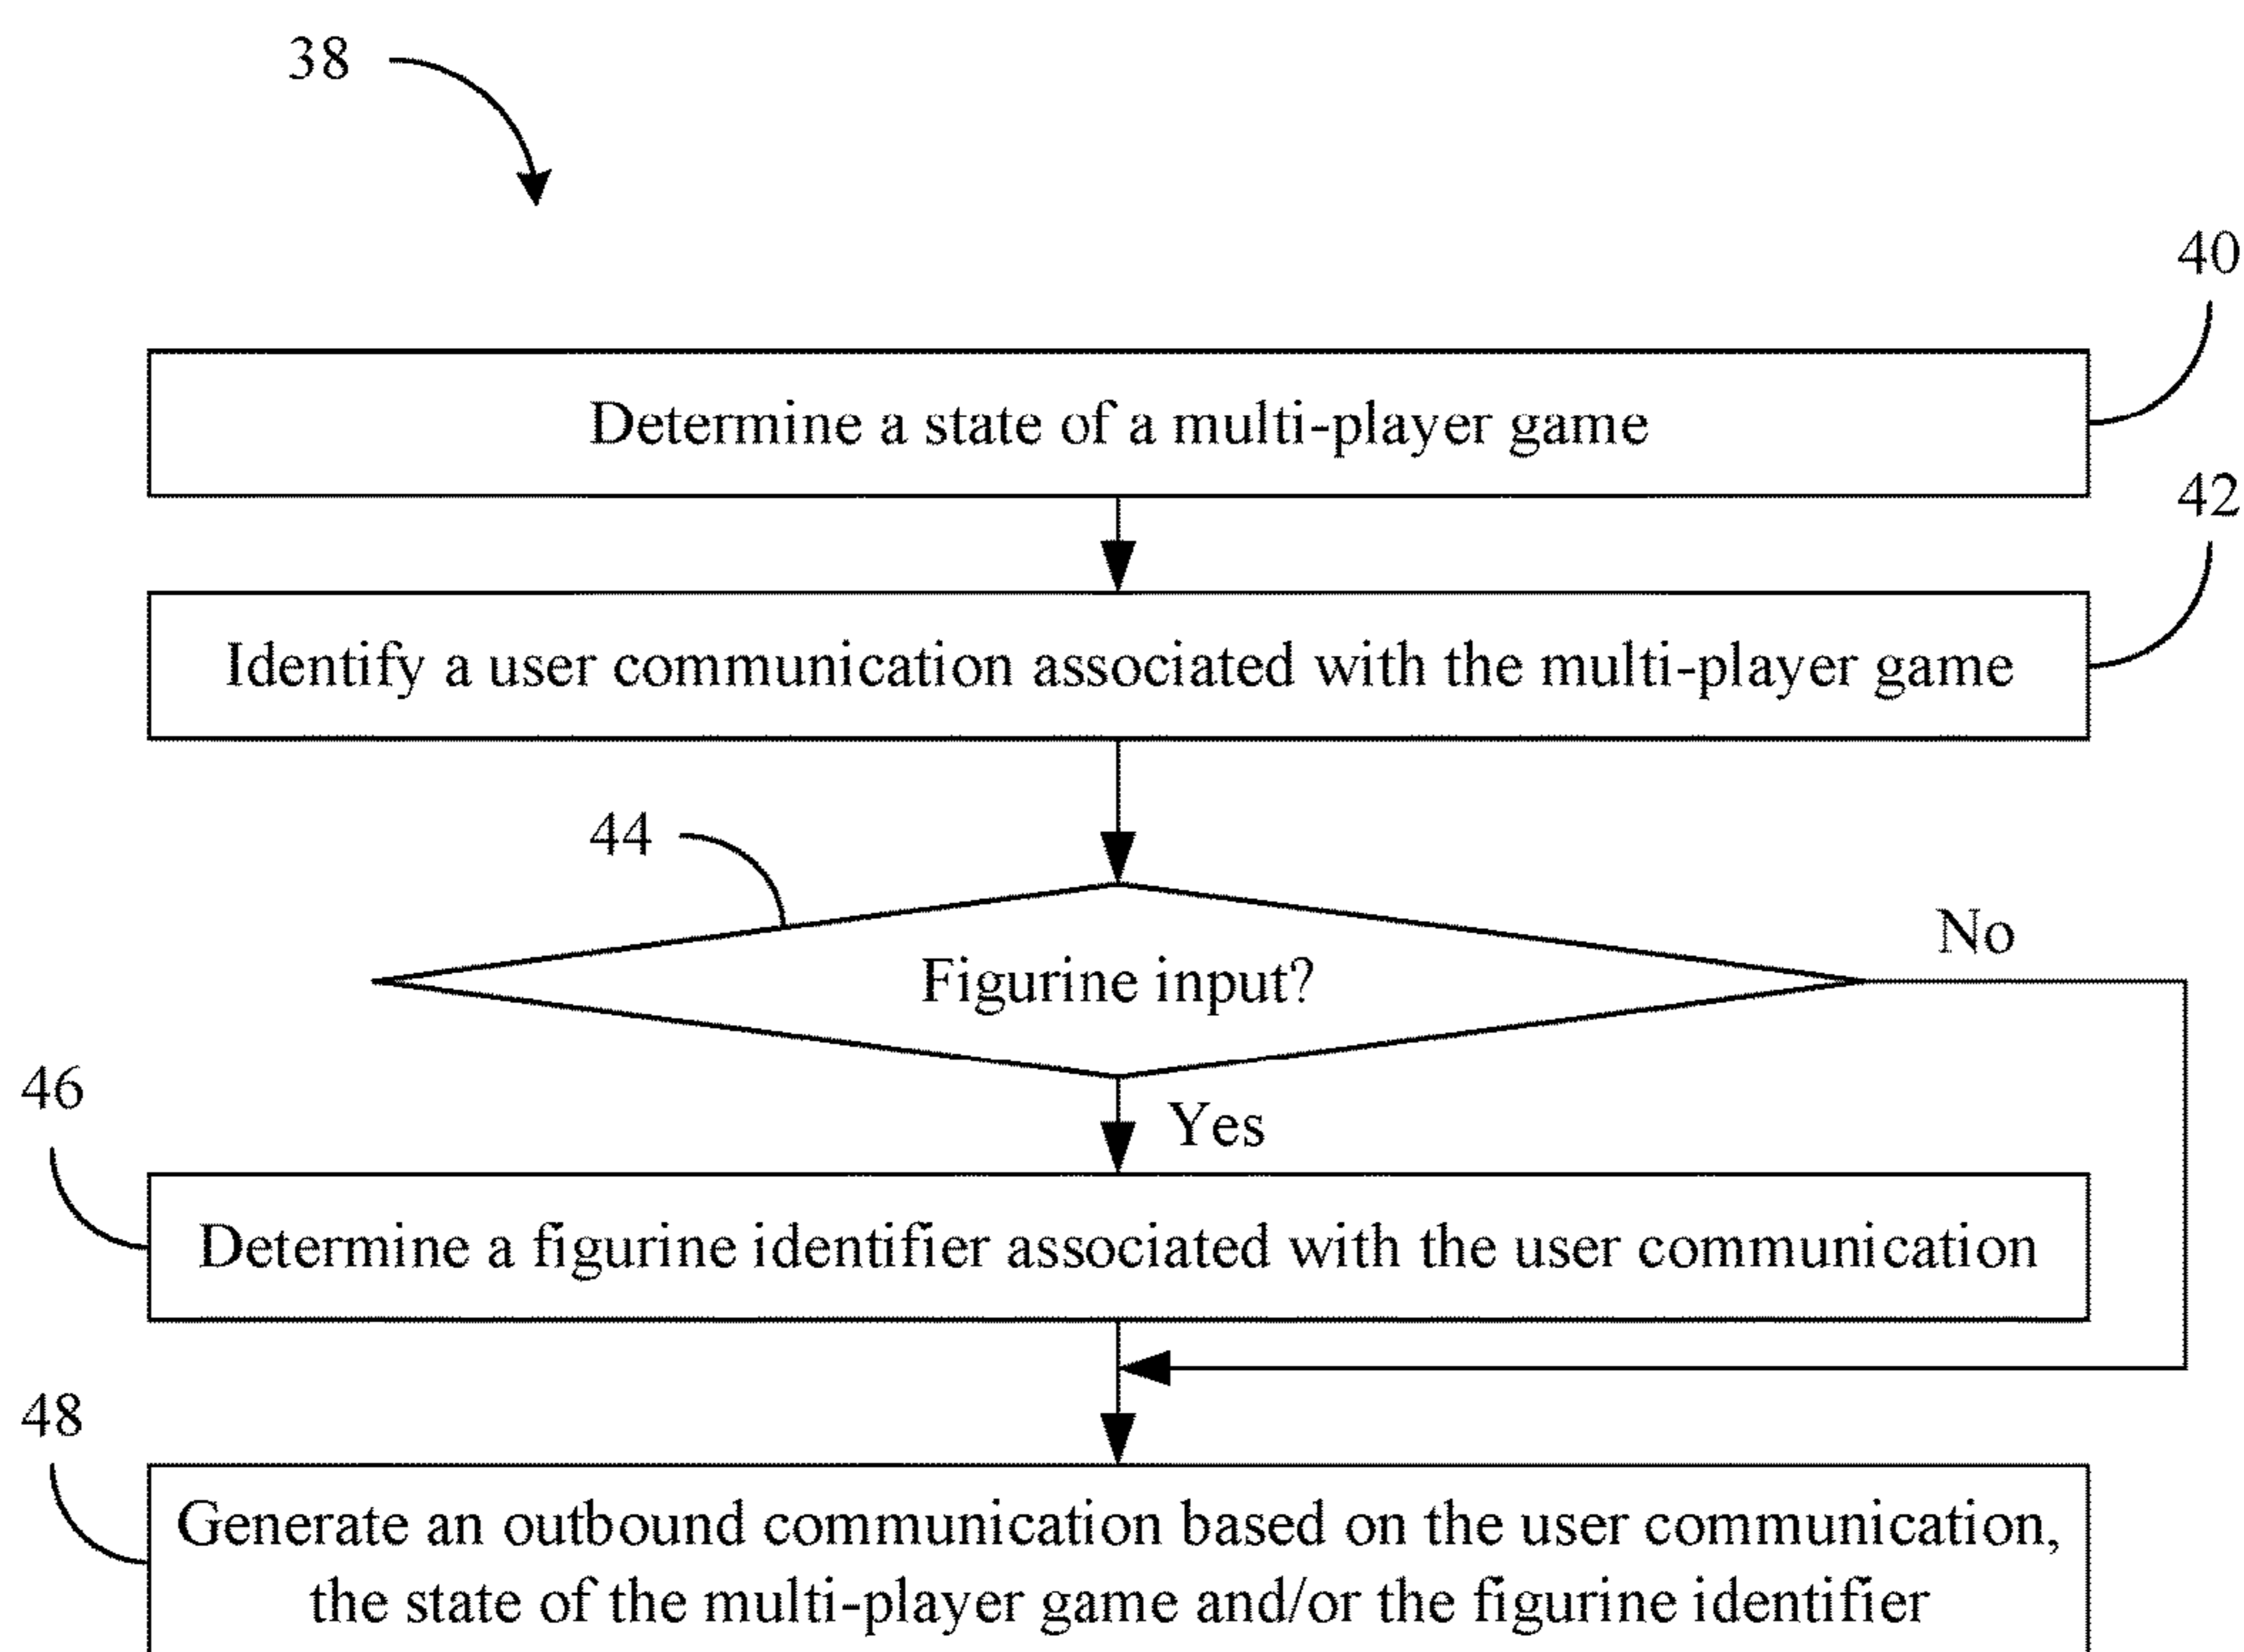 38
40
Determine a state of a multi-player game
42
Identify a user communication associated with the multi-player game
44
Figurine input?
No
Yes
46
Determine a figurine identifier associated with the user communication
48
Generate an outbound communication based on the user communication,
the state of the multi-player game and/or the figurine identifier